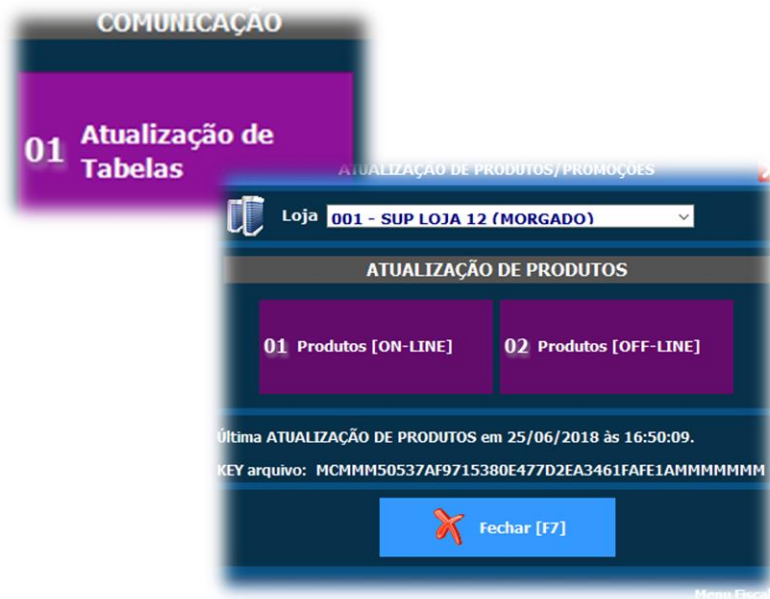 COMUNICAÇÃO
01 Atualização de
Tabelas
ATUALIZAÇÃO DE PRODUTOS/PROMOÇÕES
Loja 001 - SUP LOJA 12 (MORGADO)
ATUALIZAÇÃO DE PRODUTOS
01 Produtos [ON-LINE] 02 Produtos [OFF-LINE]
Última ATUALIZAÇÃO DE PRODUTOS em 25/06/2018 às 16:50:09.
KEY arquivo: MCMMM50537AF9715380E477D2EA3461FAFE1AMMMMMMM
Fechar [F7]
Menu Fiscal